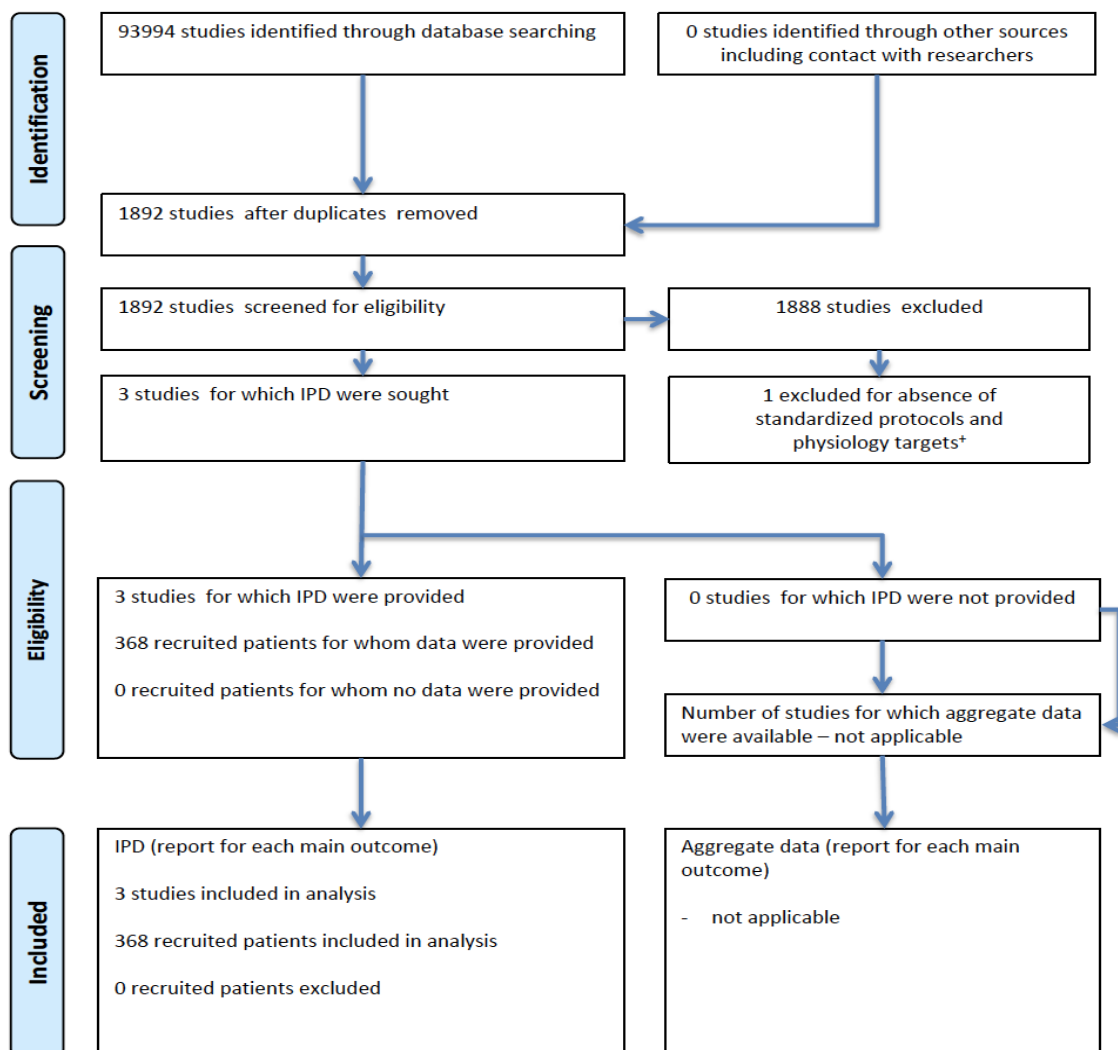 Identification
93994 studies identified through database searching
0 studies identified through other sources
including contact with researchers
1892 studies after duplicates removed
Screening
1892 studies screened for eligibility
1888 studies excluded
3 studies for which IPD were sought
1 excluded for absence of
standardized protocols and
physiology targets⁺
Eligibility
3 studies for which IPD were provided
368 recruited patients for whom data were provided
0 recruited patients for whom no data were provided
0 studies for which IPD were not provided
Number of studies for which aggregate data
were available – not applicable
Included
IPD (report for each main outcome)
3 studies included in analysis
368 recruited patients included in analysis
0 recruited patients excluded
Aggregate data (report for each main
outcome)
- not applicable